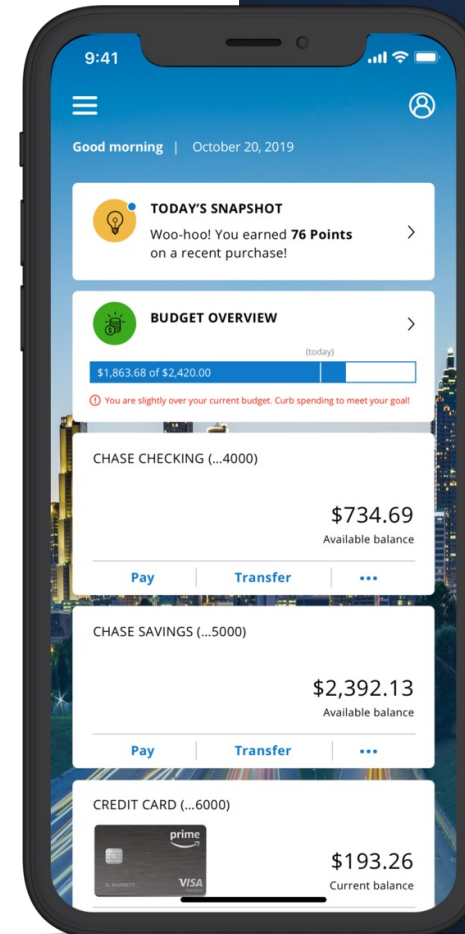 9:41
Good morning | October 20, 2019
TODAY'S SNAPSHOT
Woo-hoo! You earned 76 Points
on a recent purchase!
BUDGET OVERVIEW
(today)
$1,863.68 of $2,420.00
You are slightly over your current budget. Curb spending to meet your goal!
CHASE CHECKING (...4000)
$734.69
Available balance
Pay Transfer
CHASE SAVINGS (...5000)
$2,392.13
Available balance
Pay Transfer
CREDIT CARD (...6000)
prime
D. BARRETT
VISA
$193.26
Current balance